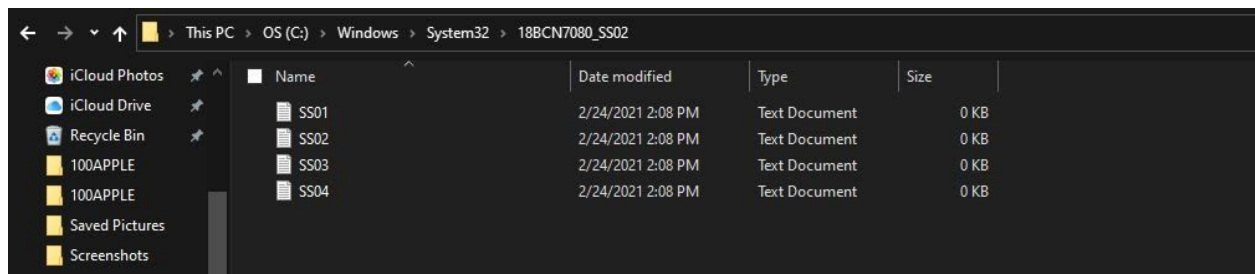 This PC > OS (C:) > Windows > System32 > 18BCN7080_SS02
iCloud Photos
iCloud Drive
Recycle Bin
100APPLE
100APPLE
Saved Pictures
Screenshots
Name Date modified Type Size
SS01 2/24/2021 2:08 PM Text Document 0 KB
SS02 2/24/2021 2:08 PM Text Document 0 KB
SS03 2/24/2021 2:08 PM Text Document 0 KB
SS04 2/24/2021 2:08 PM Text Document 0 KB